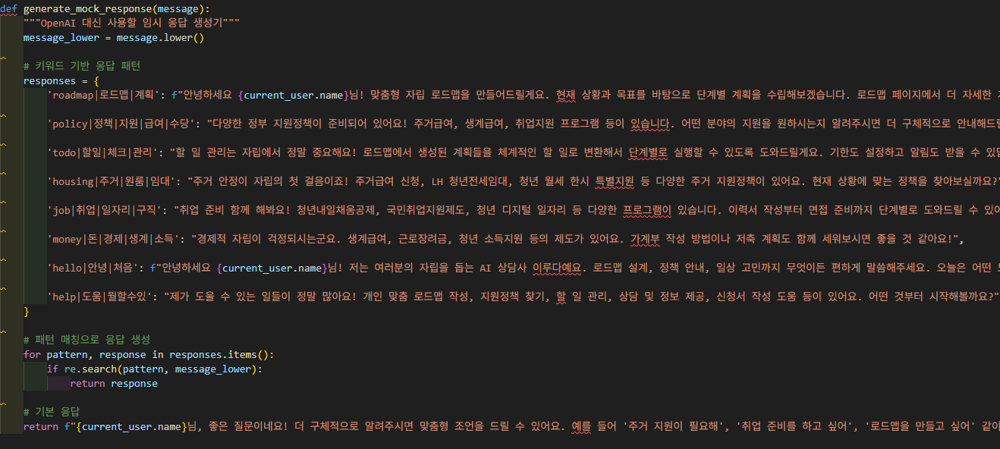 def generate_mock_response(message):
    """OpenAI 대신 사용할 임시 응답 생성기"""
    message_lower = message.lower()
    # 키워드 기반 응답 패턴
    responses = {
        'roadmap|로드맵|계획': f"안녕하세요 {current_user.name}님! 맞춤형 자립 로드맵을 만들어드릴게요. 현재 상황과 목표를 바탕으로 단계별 계획을 수립해보겠습니다. 로드맵 페이지에서 더 자세한
        'policy|정책|지원|급여|수당': "다양한 정부 지원정책이 준비되어 있어요! 주거급여, 생계급여, 취업지원 프로그램 등이 있습니다. 어떤 분야의 지원을 원하시는지 알려주시면 더 구체적으로
        'todo|할일|체크|관리': "할 일 관리는 자립에서 정말 중요해요! 로드맵에서 생성된 계획들을 체계적인 할 일로 변환해서 단계별로 실행할 수 있도록 도와드릴게요. 기한도 설정하고 알림도 받을 수
        'housing|주거|원룸|임대': "주거 안정이 자립의 첫 걸음이죠! 주거급여 신청, LH 청년전세임대, 청년 월세 한시 특별지원 등 다양한 주거 지원정책이 있어요. 현재 상황에 맞는 정책을 찾아보실까요?"
        'job|취업|일자리|구직': "취업 준비 함께 해봐요! 청년내일채움공제, 국민취업지원제도, 청년 디지털 일자리 등 다양한 프로그램이 있습니다. 이력서 작성부터 면접 준비까지 단계별로 도와드릴 수
        'money|돈|경제|생계|소득': "경제적 자립이 걱정되시는군요. 생계급여, 근로장려금, 청년 소득지원 등의 제도가 있어요. 가계부 작성 방법이나 저축 계획도 함께 세워보시면 좋을 것 같아요!",
        'hello|안녕|처음': f"안녕하세요 {current_user.name}님! 저는 여러분의 자립을 돕는 AI 상담사 이루다예요. 로드맵 설계, 정책 안내, 일상 고민까지 무엇이든 편하게 말씀해주세요. 오늘은 어떤
        'help|도움|뭘할수있': "제가 도울 수 있는 일들이 정말 많아요! 개인 맞춤 로드맵 작성, 지원정책 찾기, 할 일 관리, 상담 및 정보 제공, 신청서 작성 도움 등이 있어요. 어떤 것부터 시작해볼까요?"
    }
    # 패턴 매칭으로 응답 생성
    for pattern, response in responses.items():
        if re.search(pattern, message_lower):
            return response
    # 기본 응답
    return f"{current_user.name}님, 좋은 질문이네요! 더 구체적으로 알려주시면 맞춤형 조언을 드릴 수 있어요. 예를 들어 '주거 지원이 필요해', '취업 준비를 하고 싶어', '로드맵을 만들고 싶어'